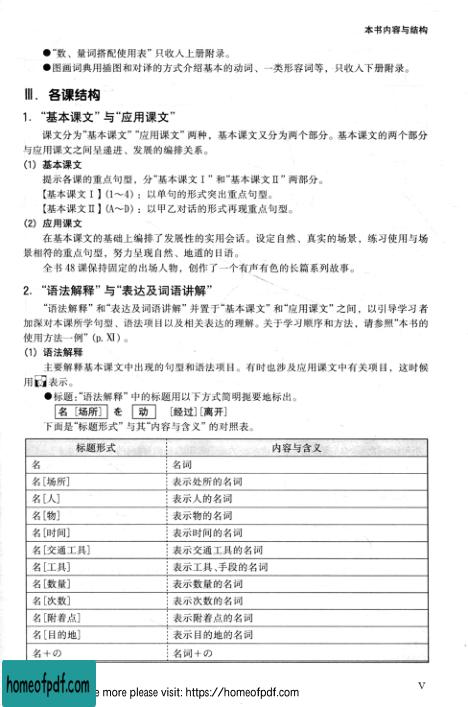 本书内容与结构
●“数、量词搭配使用表”只收入上册附录。
●图画词典用插图和对译的方式介绍基本的动词、一类形容词等，只收入下册附录。
Ⅲ. 各课结构
1. “基本课文”与“应用课文”
课文分为“基本课文”“应用课文”两种，基本课文又分为两个部分。基本课文的两个部分
与应用课文之间呈递进、发展的编排关系。
(1) 基本课文
提示各课的重点句型，分“基本课文Ⅰ”和“基本课文Ⅱ”两部分。
【基本课文Ⅰ】(1～4)：以单句的形式突出重点句型。
【基本课文Ⅱ】(A～D)：以甲乙对话的形式再现重点句型。
(2) 应用课文
在基本课文的基础上编排了发展性的实用会话。设定自然、真实的场景，练习使用与场
景相符的重点句型，努力呈现自然、地道的日语。
全书 48 课保持固定的出场人物，创作了一个有声有色的长篇系列故事。
2. “语法解释”与“表达及词语讲解”
“语法解释”和“表达及词语讲解”并置于“基本课文”和“应用课文”之间，以引导学习者
加深对本课所学句型、语法项目以及相关表达的理解。关于学习顺序和方法，请参照“本书的
使用方法一例”(p. Ⅺ)。
(1) 语法解释
主要解释基本课文中出现的句型和语法项目。有时也涉及应用课文中有关项目，这时候
用表示。
●标题：“语法解释”中的标题用以下方式简明扼要地标出。
名 [场所] を 动 [经过][离开]
下面是“标题形式”与其“内容与含义”的对照表。
标题形式 内容与含义
名 名词
名[场所] 表示处所的名词
名[人] 表示人的名词
名[物] 表示物的名词
名[时间] 表示时间的名词
名[交通工具] 表示交通工具的名词
名[工具] 表示工具、手段的名词
名[数量] 表示数量的名词
名[次数] 表示次数的名词
名[附着点] 表示附着点的名词
名[目的地] 表示目的地的名词
名＋の 名词＋の
homeofpdf.com e more please visit: https://homeofpdf.com
V